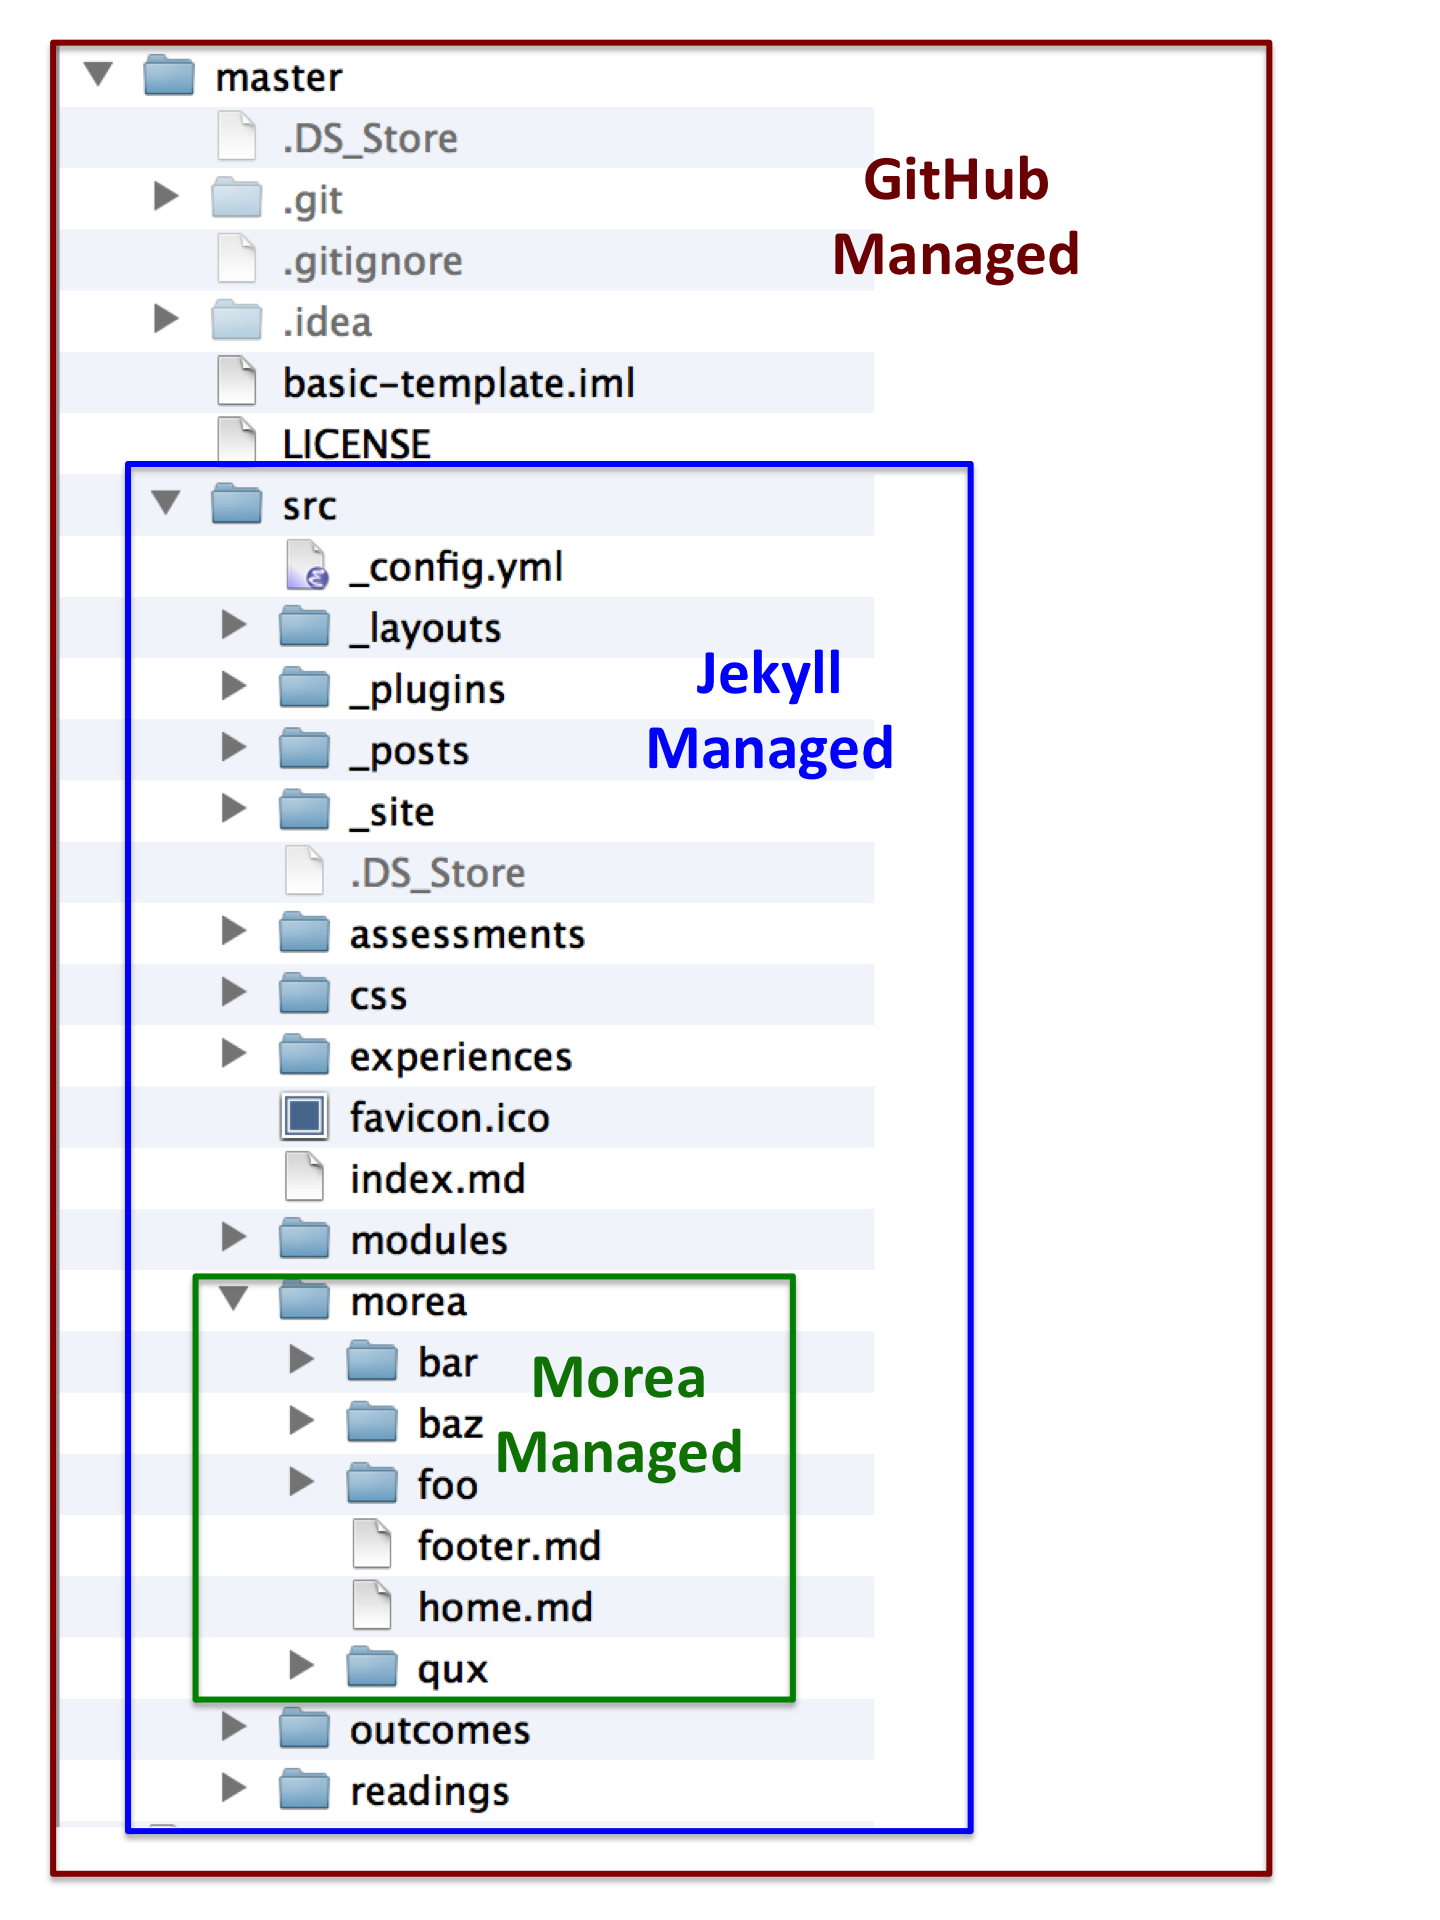 master
.DS_Store
.git
.gitignore
.idea
basic-template.iml
LICENSE
GitHub
Managed
src
_config.yml
_layouts
_plugins
_posts
_site
.DS_Store
assessments
css
experiences
favicon.ico
index.md
modules
Jekyll
Managed
morea
bar
baz
foo
footer.md
home.md
qux
Morea
Managed
outcomes
readings